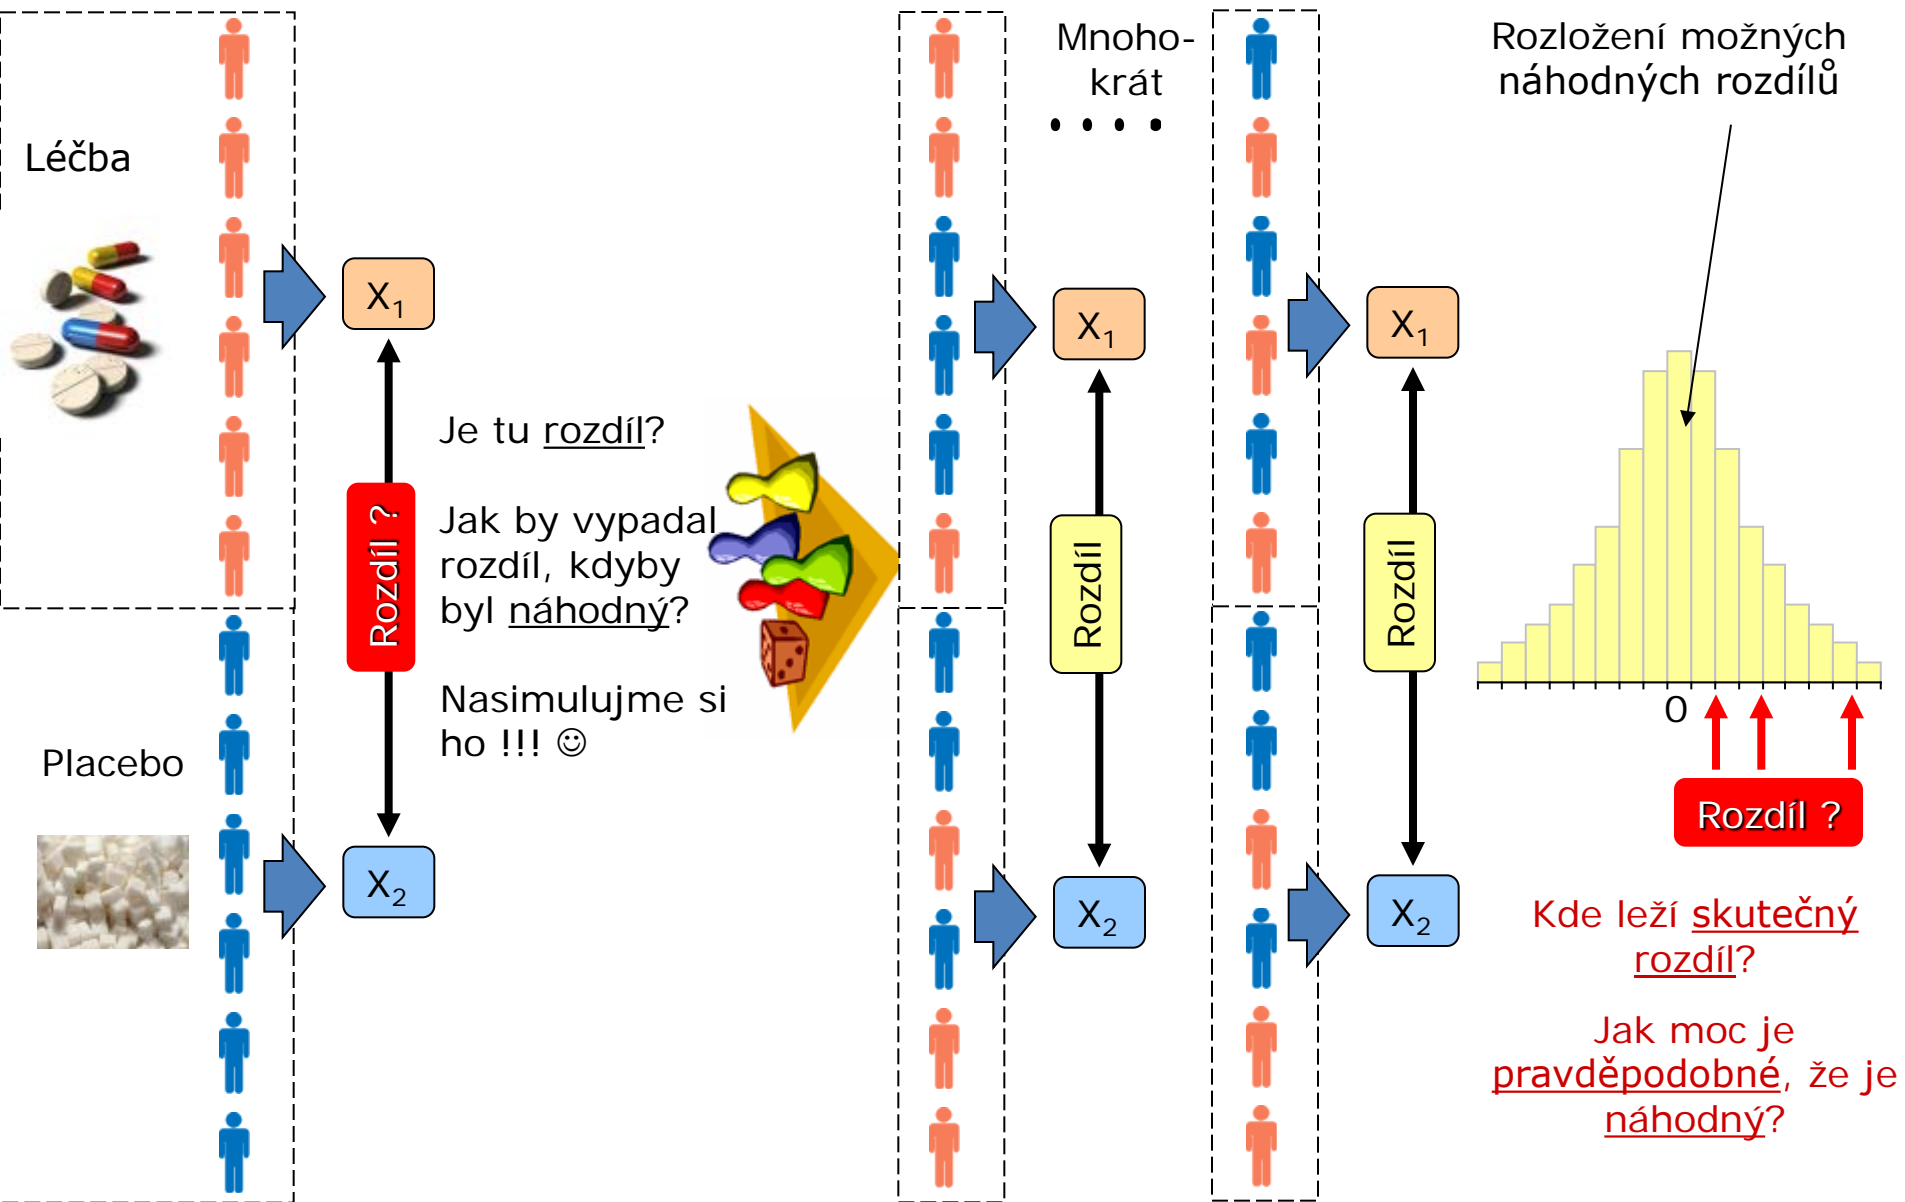 Léčba
Placebo
X1
Rozdíl ?
X2
Je tu rozdíl?
Jak by vypadal
rozdíl, kdyby
byl náhodný?
Nasimulujme si
ho !!! ☺
Mnoho-
krát
....
X1
Rozdíl
X2
X1
Rozdíl
X2
Rozložení možných
náhodných rozdílů
0
Rozdíl ?
Kde leží skutečný
rozdíl?
Jak moc je
pravděpodobné, že je
náhodný?